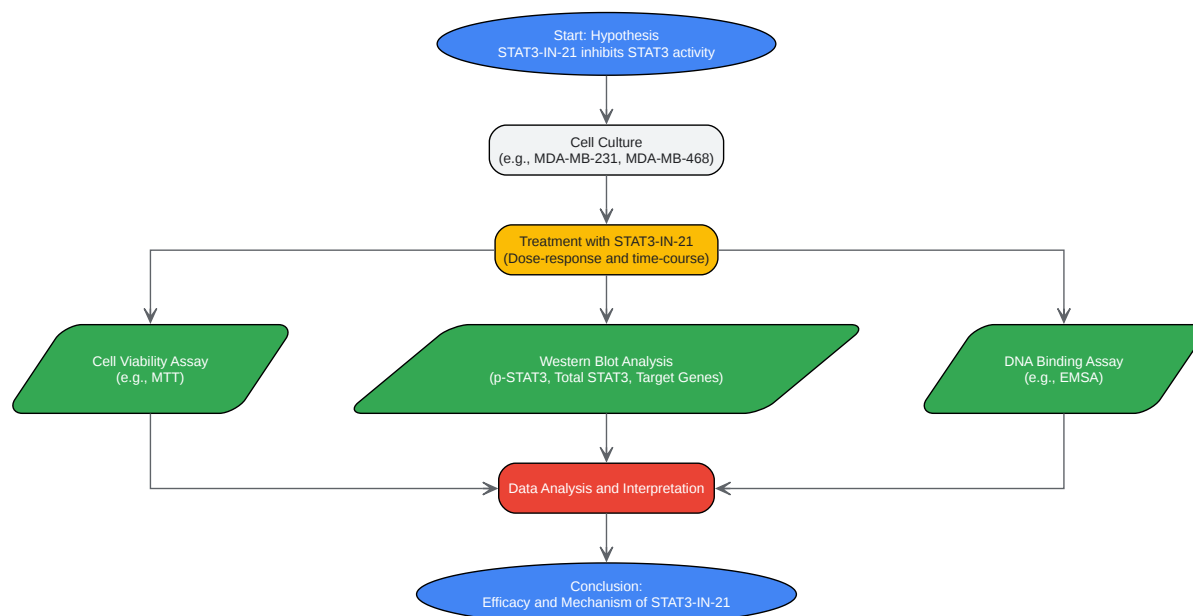 Start: Hypothesis
STAT3-IN-21 inhibits STAT3 activity
Cell Culture
(e.g., MDA-MB-231, MDA-MB-468)
Treatment with STAT3-IN-21
(Dose-response and time-course)
Cell Viability Assay
(e.g., MTT)
Western Blot Analysis
(p-STAT3, Total STAT3, Target Genes)
DNA Binding Assay
(e.g., EMSA)
Data Analysis and Interpretation
Conclusion:
Efficacy and Mechanism of STAT3-IN-21